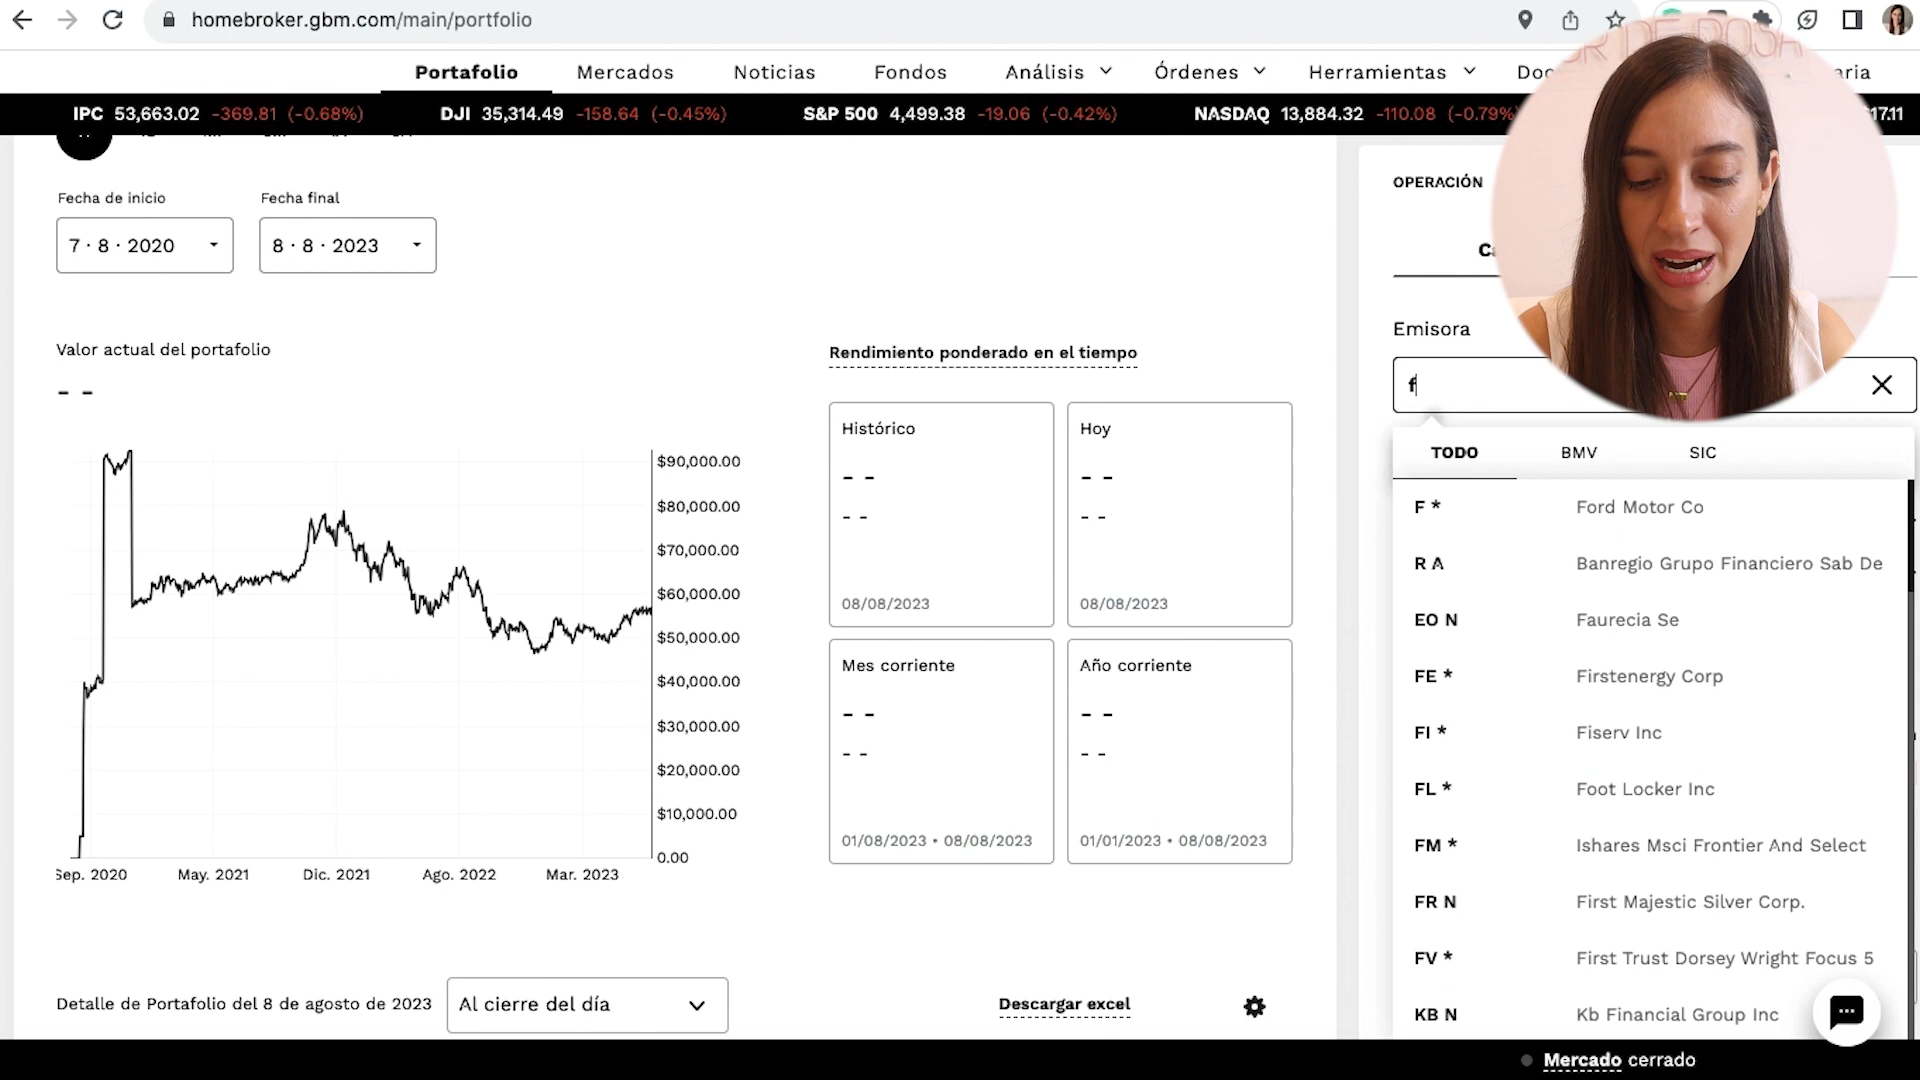 homebroker.gbm.com/main/portfolio
Portafolio Mercados Noticias Fondos Análisis Órdenes Herramientas
IPC 53,663.02 -369.81 (-0.68%) DJI 35,314.49 -158.64 (-0.45%) S&P 500 4,499.38 -19.06 (-0.42%) NASDAQ 13,884.32 -110.08 (-0.79%)
Fecha de inicio Fecha final
7 · 8 · 2020 8 · 8 · 2023
Valor actual del portafolio
- -
$90,000.00
$80,000.00
$70,000.00
$60,000.00
$50,000.00
$40,000.00
$30,000.00
$20,000.00
$10,000.00
0.00
Sep. 2020 May. 2021 Dic. 2021 Ago. 2022 Mar. 2023
Rendimiento ponderado en el tiempo
Histórico
- -
- -
08/08/2023
Hoy
- -
- -
08/08/2023
Mes corriente
- -
- -
01/08/2023 • 08/08/2023
Año corriente
- -
- -
01/01/2023 • 08/08/2023
Detalle de Portafolio del 8 de agosto de 2023 Al cierre del día Descargar excel
OPERACIÓN
Emisora
f
TODO BMV SIC
F * Ford Motor Co
R A Banregio Grupo Financiero Sab De
EO N Faurecia Se
FE * Firstenergy Corp
FI * Fiserv Inc
FL * Foot Locker Inc
FM * Ishares Msci Frontier And Select
FR N First Majestic Silver Corp.
FV * First Trust Dorsey Wright Focus 5
KB N Kb Financial Group Inc
Mercado cerrado